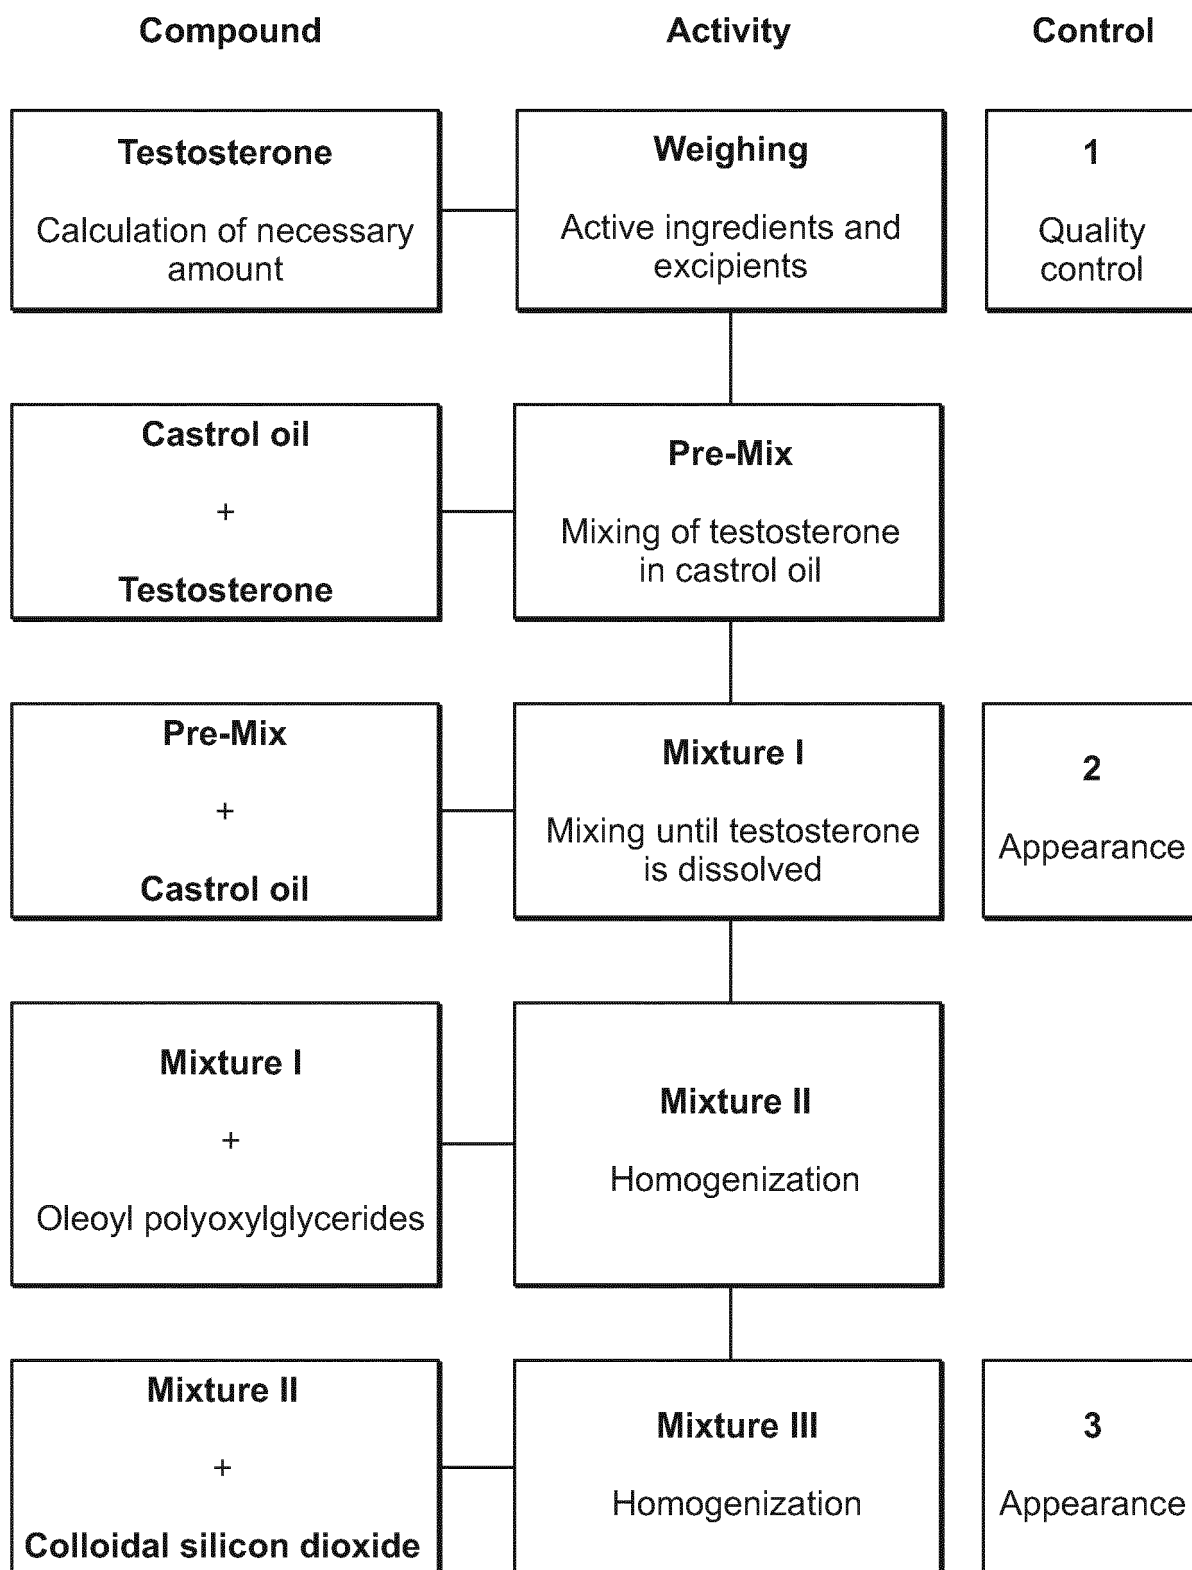 Compound
Activity
Control
Testosterone
Calculation of necessary
amount
Weighing
Active ingredients and
excipients
1
Quality
control
Castrol oil
+
Testosterone
Pre-Mix
Mixing of testosterone
in castrol oil
Pre-Mix
+
Castrol oil
Mixture I
Mixing until testosterone
is dissolved
2
Appearance
Mixture I
+
Oleoyl polyoxylglycerides
Mixture II
Homogenization
Mixture II
+
Colloidal silicon dioxide
Mixture III
Homogenization
3
Appearance